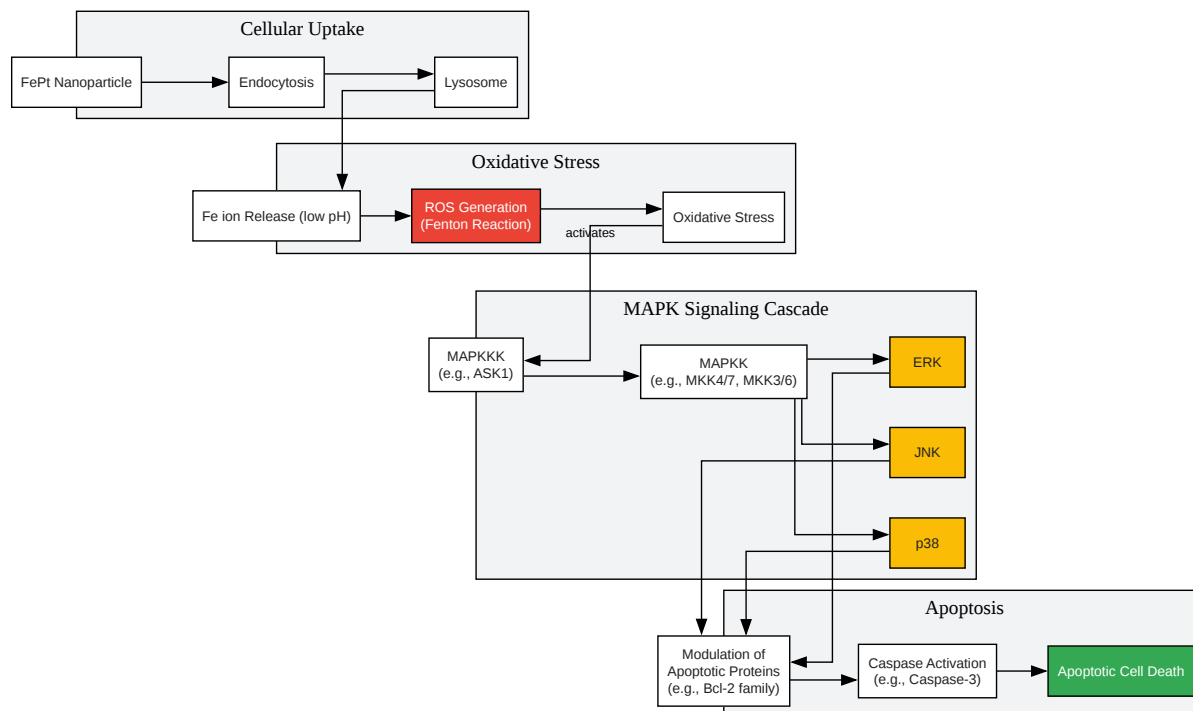 Cellular Uptake
FePt Nanoparticle
Endocytosis
Lysosome
Oxidative Stress
Fe ion Release (low pH)
ROS Generation
(Fenton Reaction)
Oxidative Stress
activates
MAPK Signaling Cascade
MAPKKK
(e.g., ASK1)
MAPKK
(e.g., MKK4/7, MKK3/6)
ERK
JNK
p38
Apoptosis
Modulation of
Apoptotic Proteins
(e.g., Bcl-2 family)
Caspase Activation
(e.g., Caspase-3)
Apoptotic Cell Death